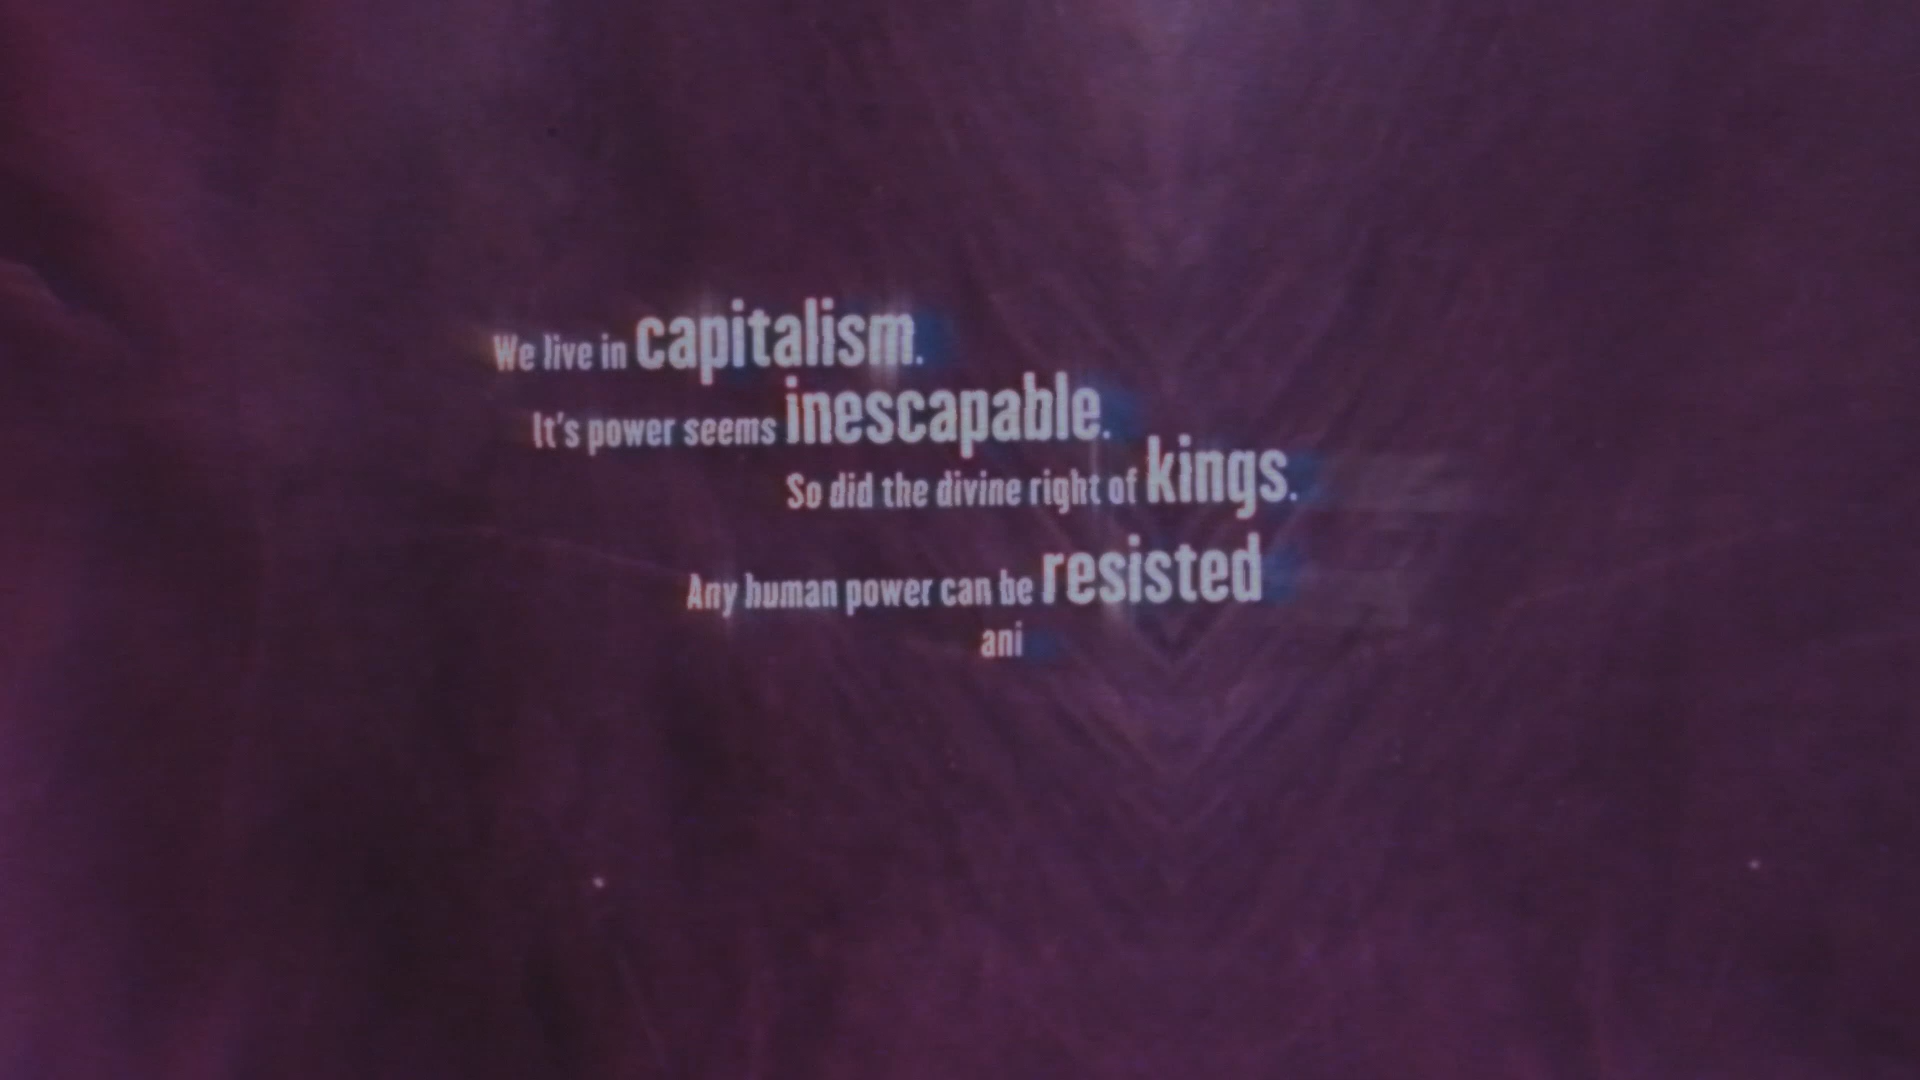 We live in capitalism.
It's power seems inescapable.
So did the divine right of kings.
Any human power can be resisted
ani